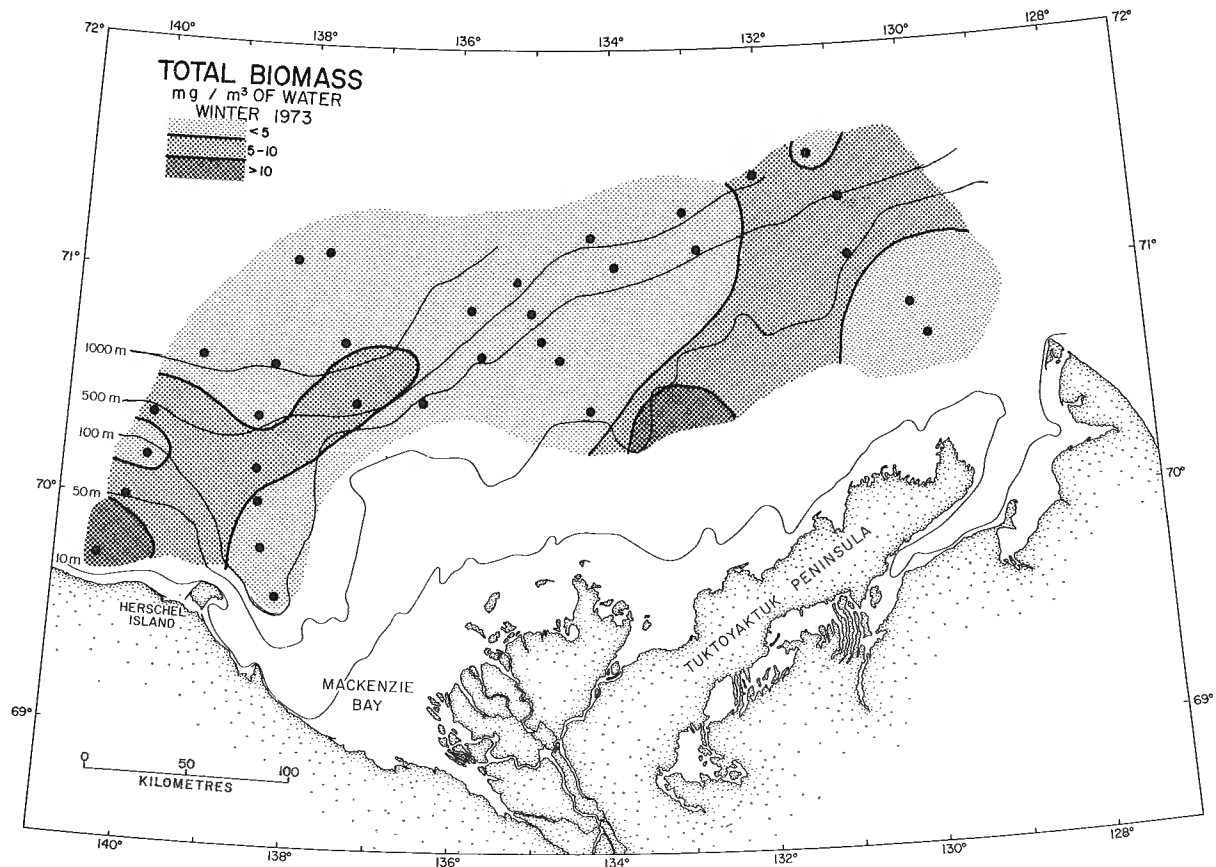 72° 140° 138° 136° 134° 132° 130° 128° 72°
TOTAL BIOMASS
mg / m³ OF WATER
WINTER 1973
<5
5-10
>10
71° 71°
1000 m
500 m
100 m
70° 70°
50 m
10 m
HERSCHEL
ISLAND
TUKTOYAKTUK PENINSULA
MACKENZIE
BAY
69° 69°
0 50 100
KILOMETRES
140° 138° 136° 134° 132° 130° 128°